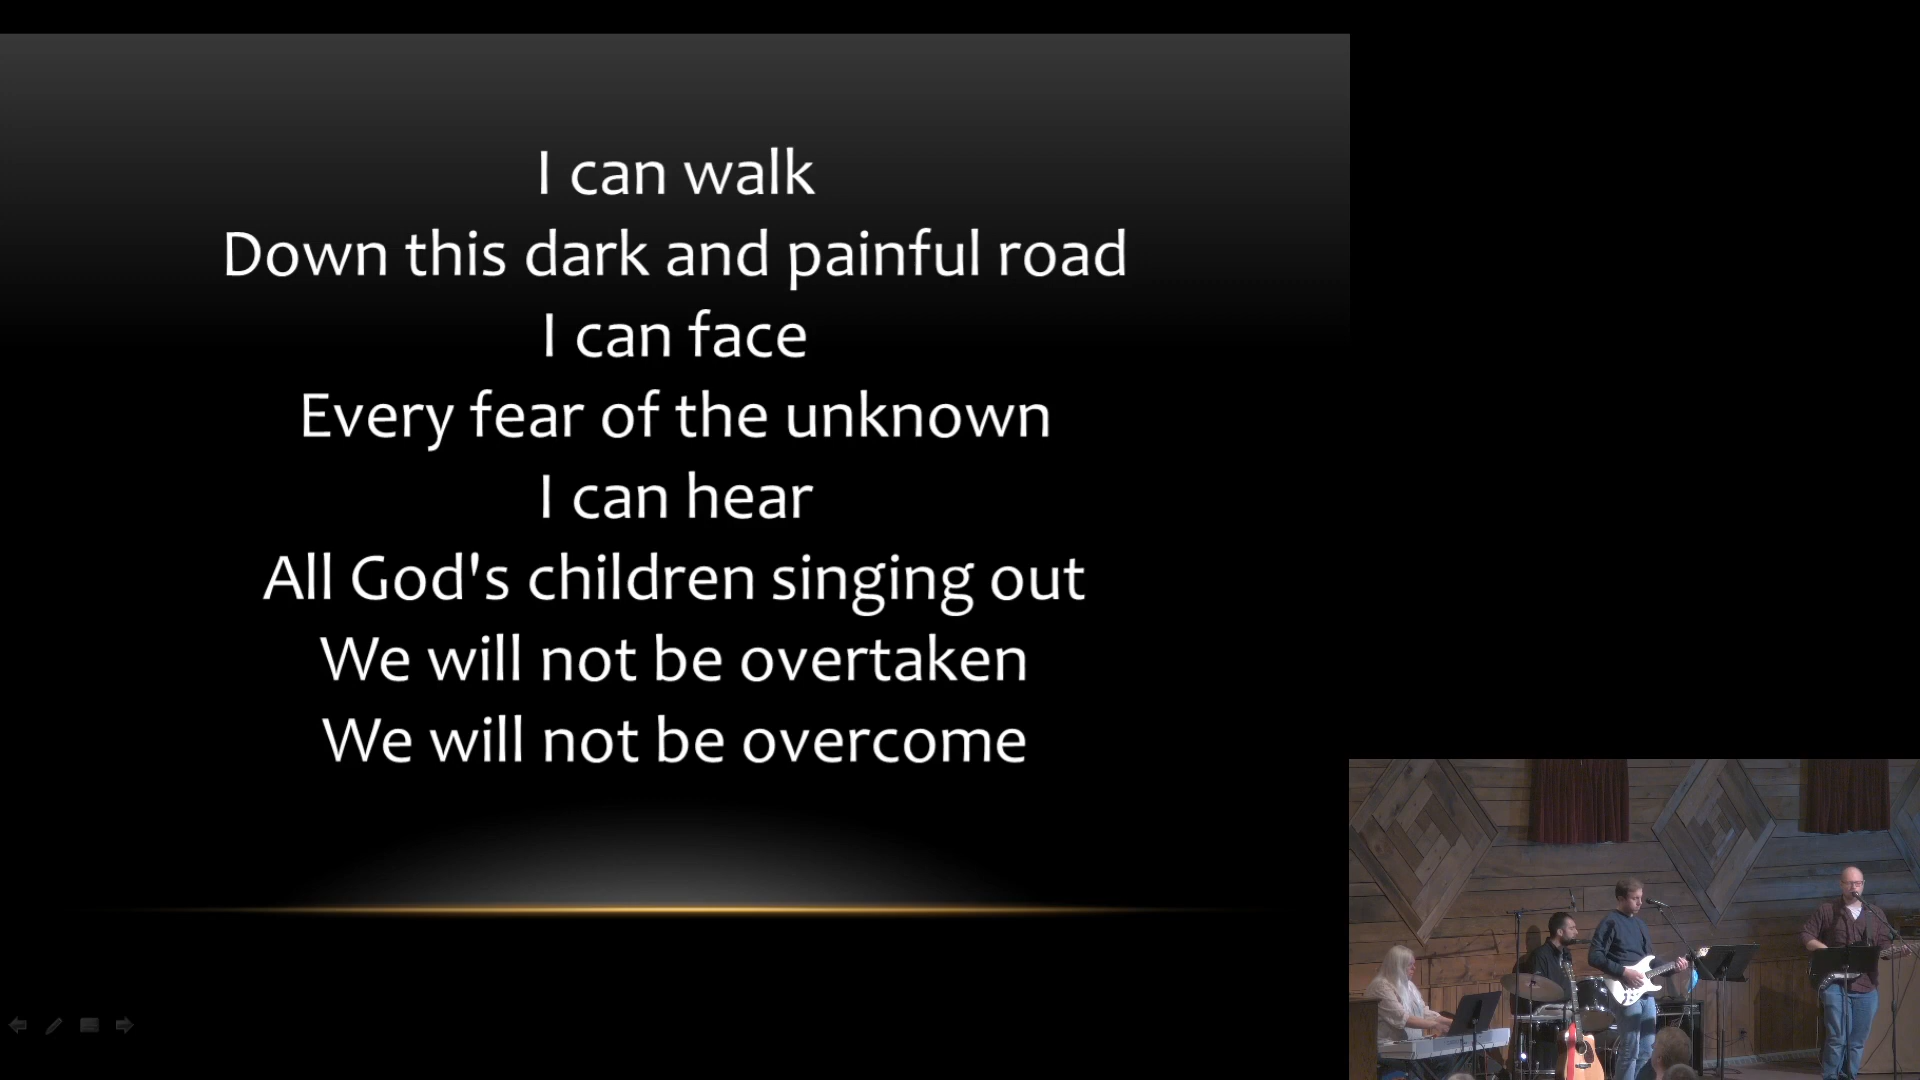 I can walk
Down this dark and painful road
I can face
Every fear of the unknown
I can hear
All God's children singing out
We will not be overtaken
We will not be overcome